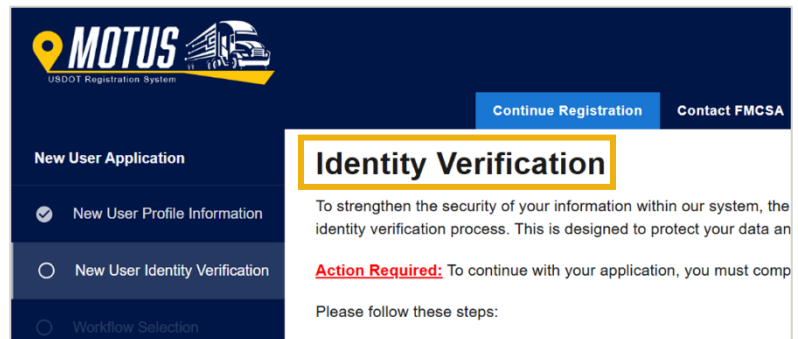 MOTUS
USDOT Registration System
Continue Registration
Contact FMCSA
New User Application
New User Profile Information
New User Identity Verification
Workflow Selection
Identity Verification
To strengthen the security of your information within our system, the
identity verification process. This is designed to protect your data an
Action Required: To continue with your application, you must comp
Please follow these steps: